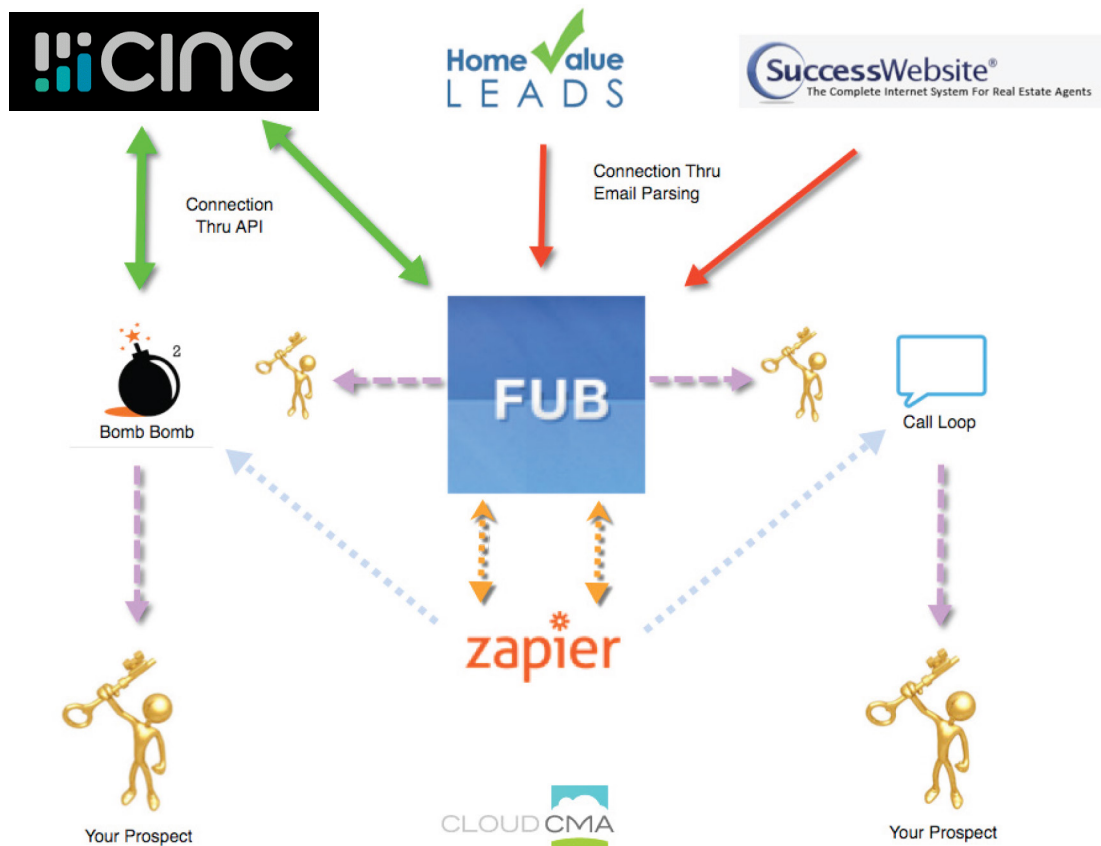 CINC
Home Value
LEADS
SuccessWebsite®
The Complete Internet System For Real Estate Agents
Connection
Thru API
Connection Thru
Email Parsing
2
Bomb Bomb
FUB
Call Loop
zapier
Your Prospect
CLOUD CMA
Your Prospect